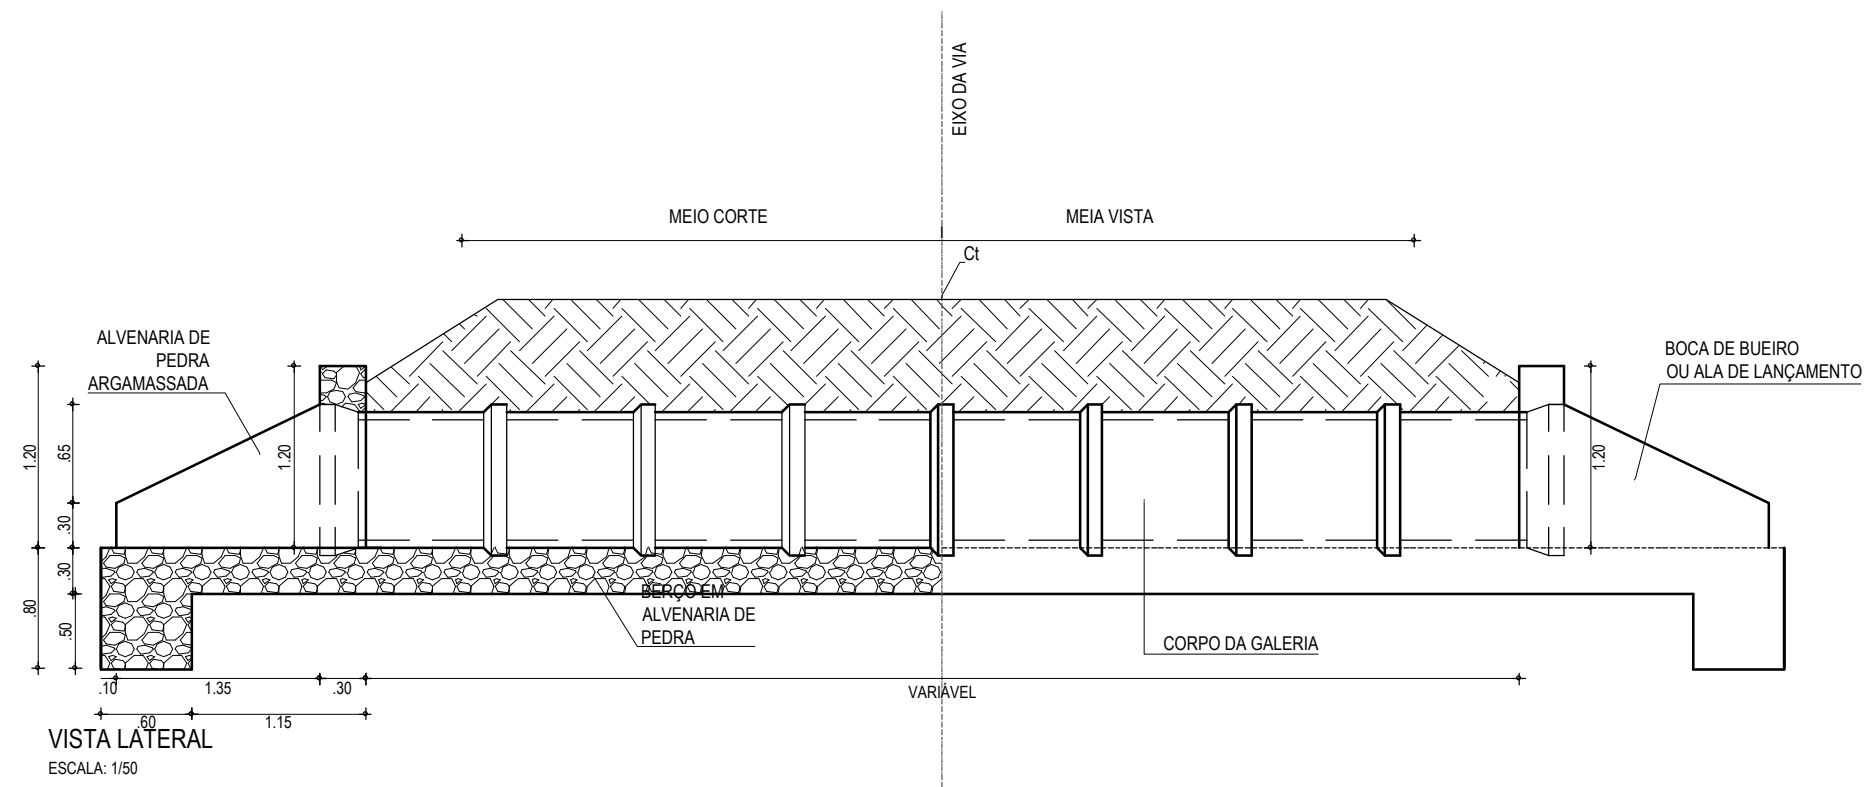 EIXO DA VIA
MEIO CORTE
MEIA VISTA
Ct
ALVENARIA DE
PEDRA
ARGAMASSADA
BOCA DE BUEIRO
OU ALA DE LANÇAMENTO
1.20
.65
1.20
1.20
.30
.30
.80
.50
BERÇO EM
ALVENARIA DE
PEDRA
CORPO DA GALERIA
.10
1.35
.30
VARIÁVEL
.60
1.15
VISTA LATERAL
ESCALA: 1/50